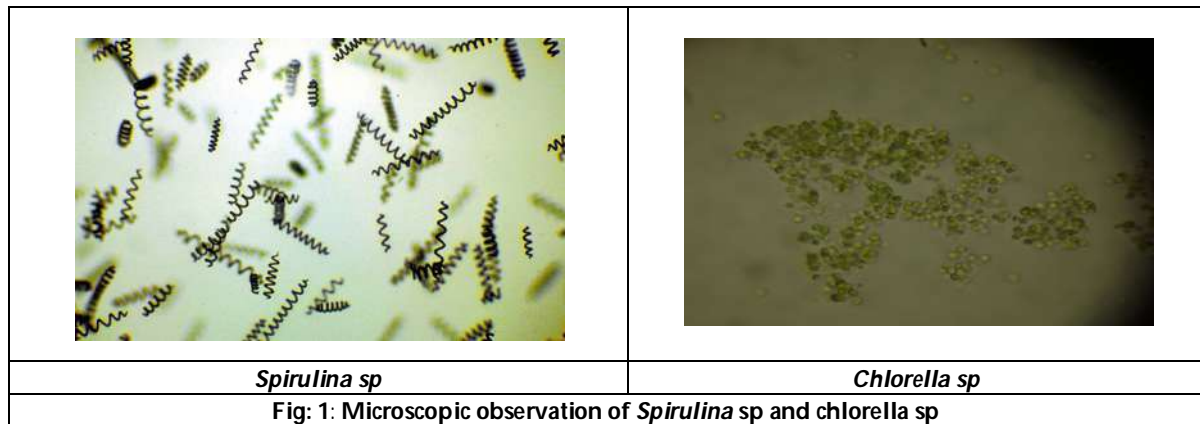 Spirulina sp
Chlorella sp
Fig: 1: Microscopic observation of Spirulina sp and chlorella sp